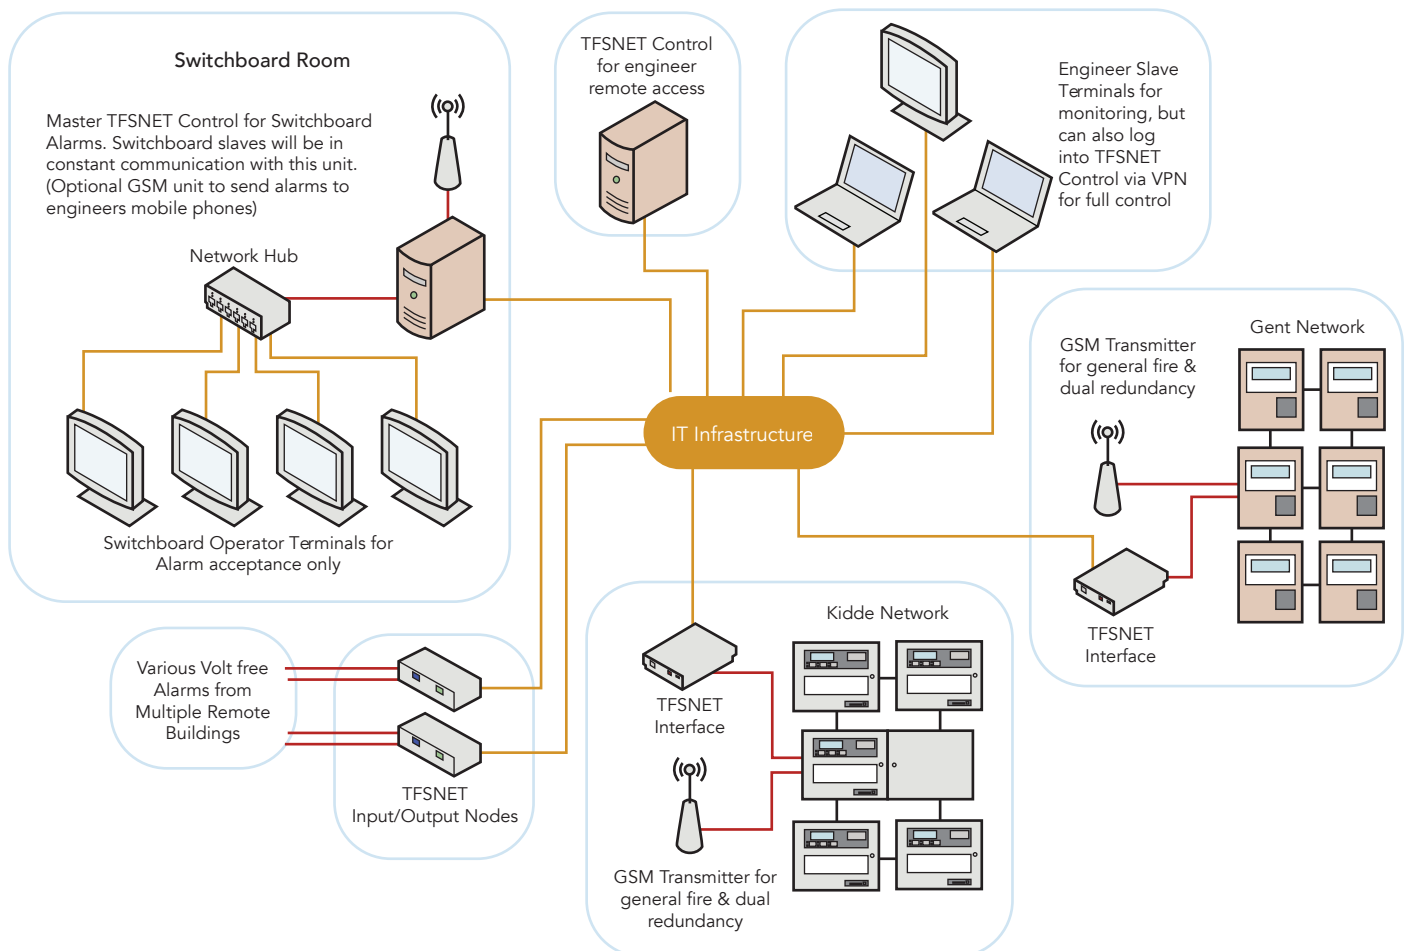 Switchboard Room
Master TFSNET Control for Switchboard
Alarms. Switchboard slaves will be in
constant communication with this unit.
(Optional GSM unit to send alarms to
engineers mobile phones)
Network Hub
Switchboard Operator Terminals for
Alarm acceptance only
TFSNET Control
for engineer
remote access
Engineer Slave
Terminals for
monitoring, but
can also log
into TFSNET
Control via VPN
for full control
IT Infrastructure
Gent Network
GSM Transmitter
for general fire &
dual redundancy
TFSNET
Interface
Various Volt free
Alarms from
Multiple Remote
Buildings
TFSNET
Input/Output Nodes
Kidde Network
TFSNET
Interface
GSM Transmitter for
general fire & dual
redundancy